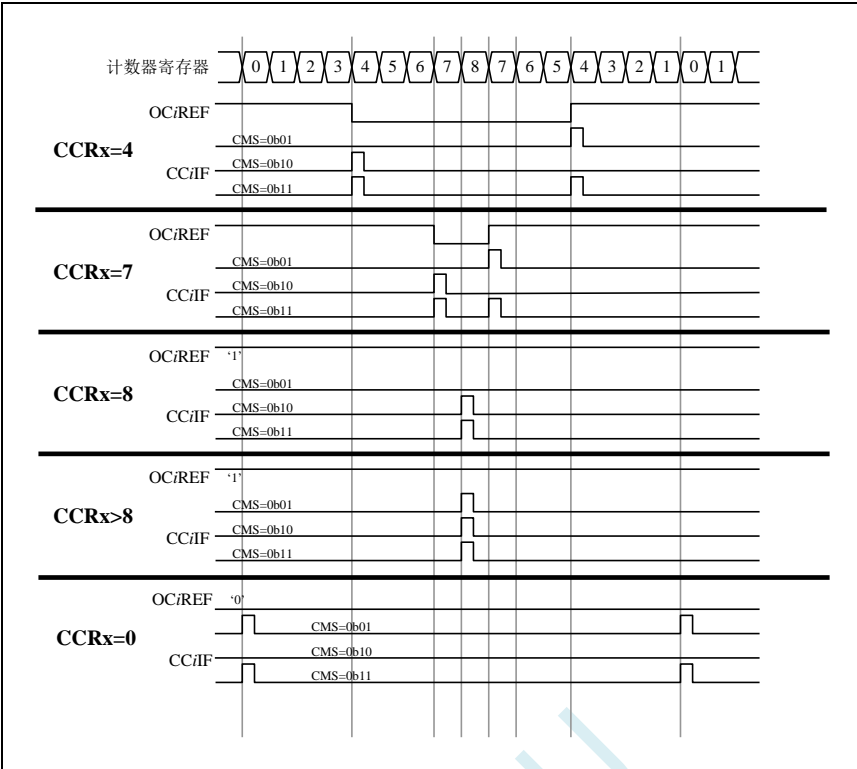 计数器寄存器 0 1 2 3 4 5 6 7 8 7 6 5 4 3 2 1 0 1
OCiREF
CCRx=4
CMS=0b01
CCiIF
CMS=0b10
CMS=0b11
OCiREF
CCRx=7
CMS=0b01
CCiIF
CMS=0b10
CMS=0b11
OCiREF ‘1’
CCRx=8
CMS=0b01
CCiIF
CMS=0b10
CMS=0b11
OCiREF ‘1’
CCRx>8
CMS=0b01
CCiIF
CMS=0b10
CMS=0b11
OCiREF ‘0’
CCRx=0
CMS=0b01
CCiIF
CMS=0b10
CMS=0b11